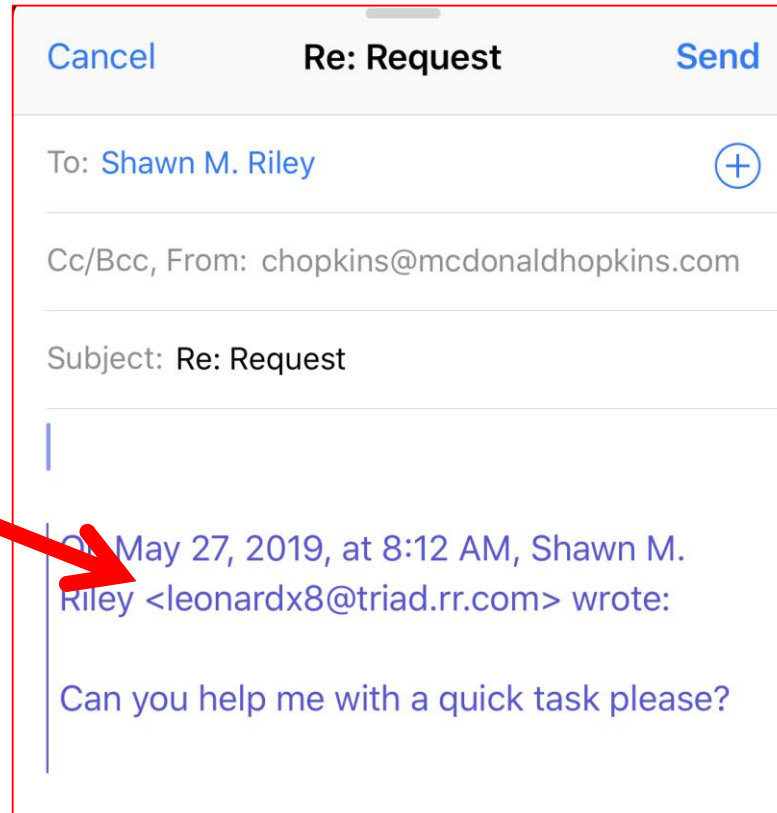 Cancel Re: Request Send
To: Shawn M. Riley
Cc/Bcc, From: chopkins@mcdonaldhopkins.com
Subject: Re: Request
On May 27, 2019, at 8:12 AM, Shawn M.
Riley <leonardx8@triad.rr.com> wrote:
Can you help me with a quick task please?